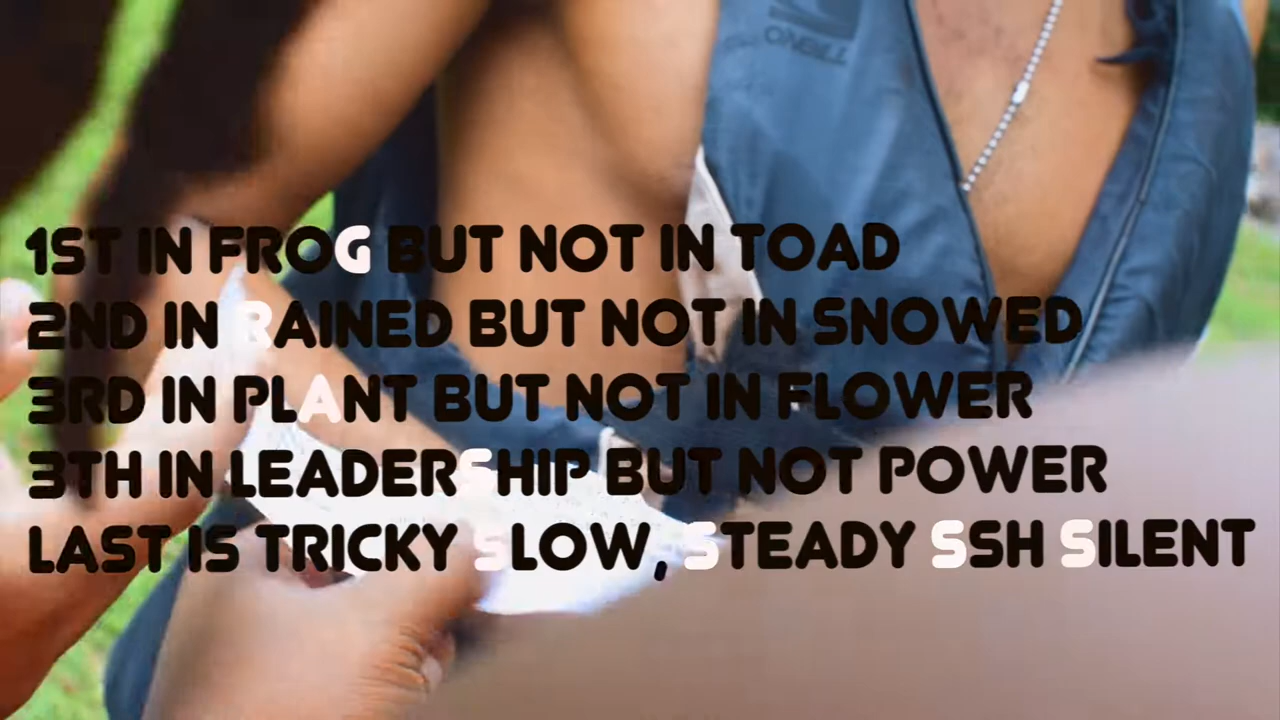 O'NEILL
1ST IN FROG BUT NOT IN TOAD
2ND IN RAINED BUT NOT IN SNOWED
3RD IN PLANT BUT NOT IN FLOWER
3TH IN LEADERSHIP BUT NOT POWER
LAST IS TRICKY SLOW, STEADY SSH SILENT